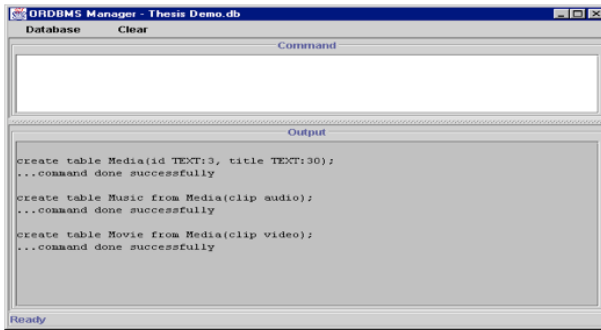 ORDBMS Manager - Thesis Demo.db
Database Clear
Command
Output
create table Media(id TEXT:3, title TEXT:30);
...command done successfully
create table Music from Media(clip audio);
...command done successfully
create table Movie from Media(clip video);
...command done successfully
Ready